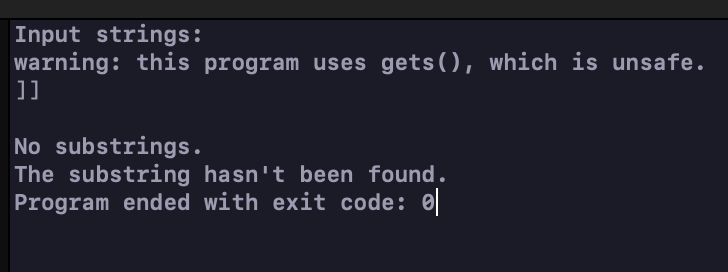 Input strings:
warning: this program uses gets(), which is unsafe.
]]
No substrings.
The substring hasn't been found.
Program ended with exit code: 0